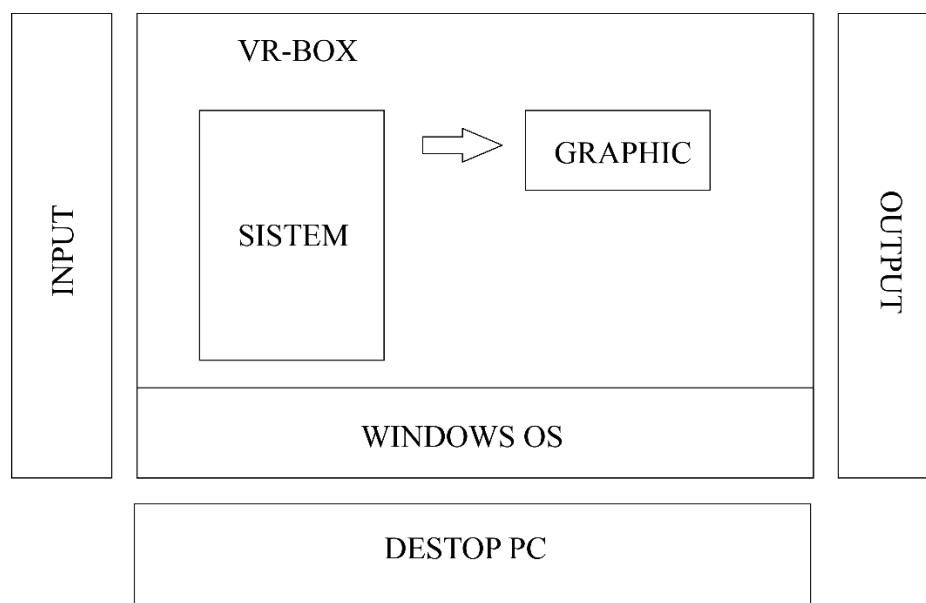 VR-BOX
GRAPHIC
SISTEM
INPUT
OUTPUT
WINDOWS OS
DESTOP PC